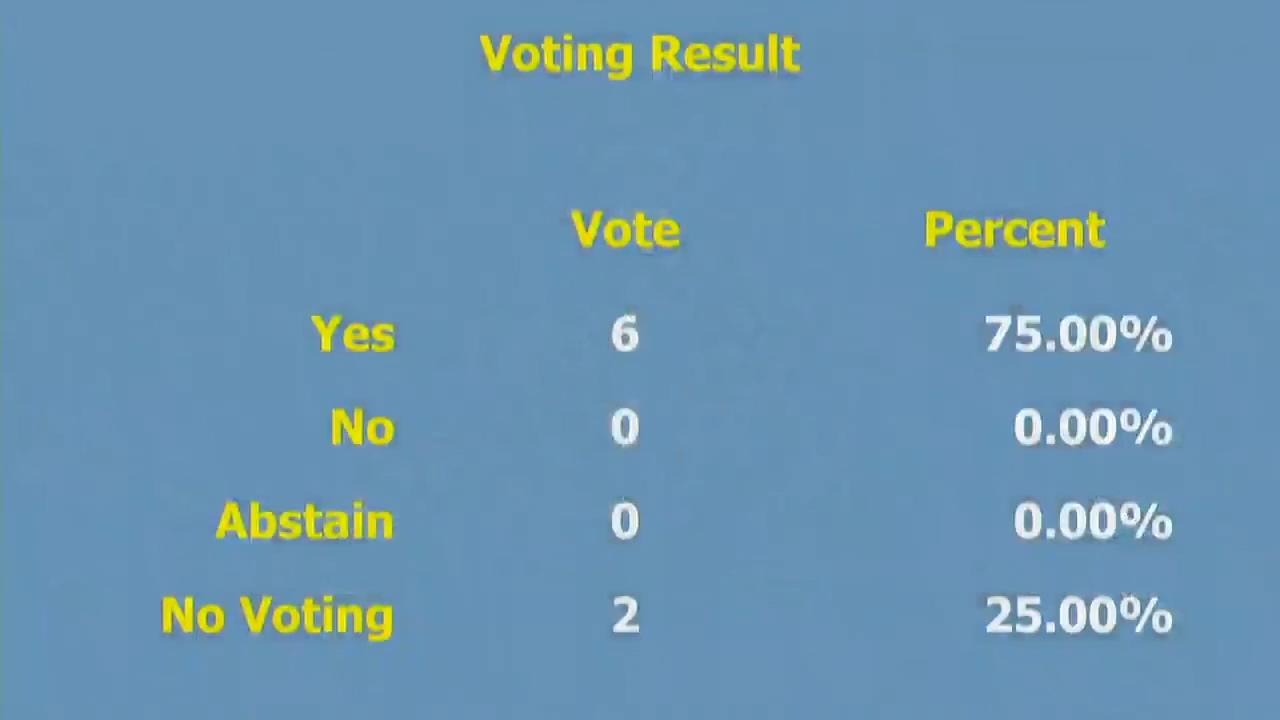 Voting Result
Vote Percent
Yes 6 75.00%
No 0 0.00%
Abstain 0 0.00%
No Voting 2 25.00%